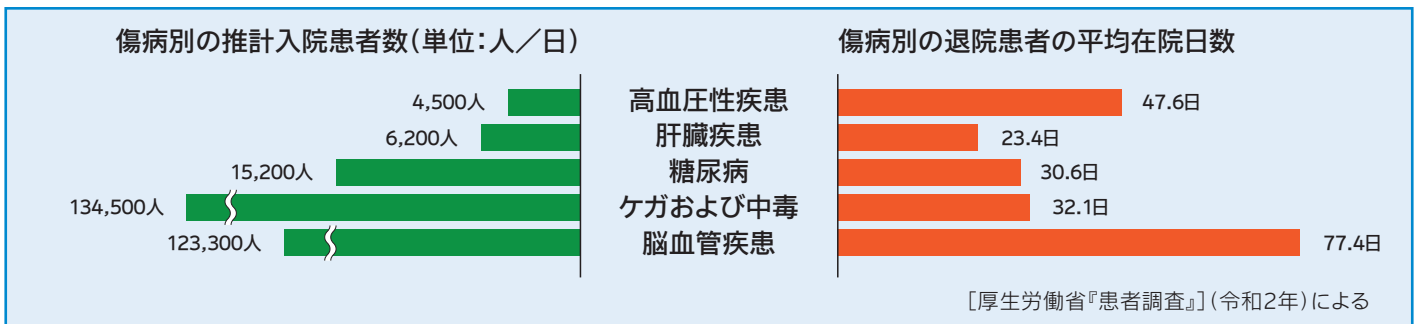 傷病別の推計入院患者数(単位:人／日)
傷病別の退院患者の平均在院日数
4,500人 高血圧性疾患 47.6日
6,200人 肝臓疾患 23.4日
15,200人 糖尿病 30.6日
134,500人 ケガおよび中毒 32.1日
123,300人 脳血管疾患 77.4日
［厚生労働省『患者調査』］(令和2年)による